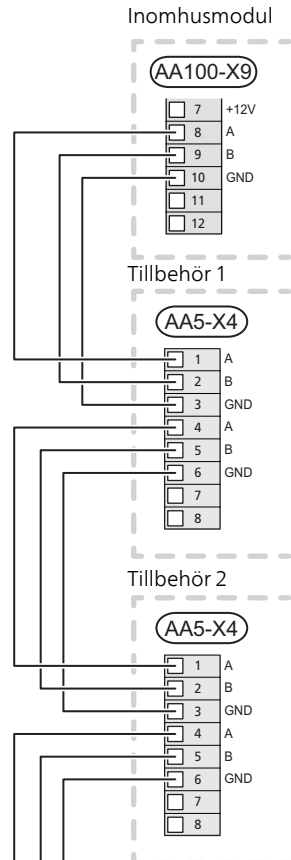 Inomhusmodul
AA100-X9
7 +12V
8 A
9 B
10 GND
11
12
Tillbehör 1
AA5-X4
1 A
2 B
3 GND
4 A
5 B
6 GND
7
8
Tillbehör 2
AA5-X4
1 A
2 B
3 GND
4 A
5 B
6 GND
7
8